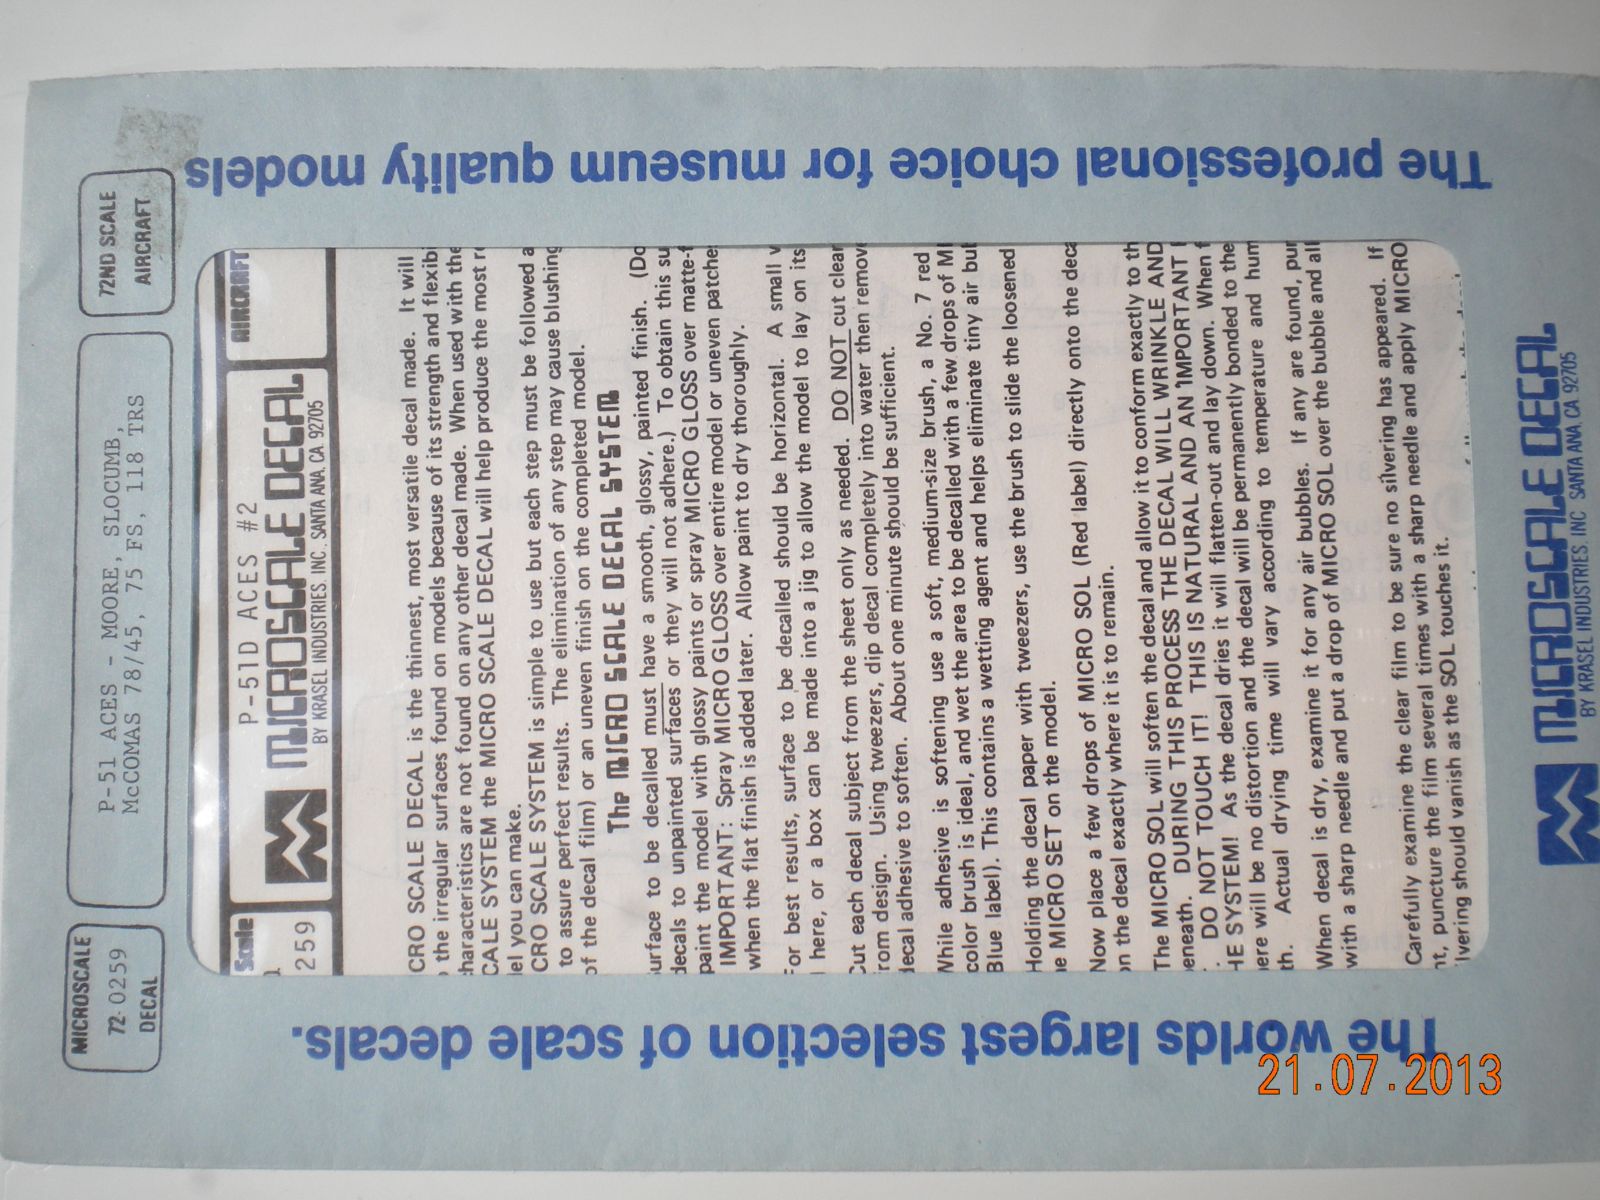 MICROSCALE
72-0259
DECAL
P-51 ACES - MOORE, SLOCUMB,
McCOMAS 78/45, 75 FS, 118 TRS
72ND SCALE
AIRCRAFT
The worlds largest selection of scale decals.
The professional choice for museum quality models
Scale
259
P-51D ACES #2
MICROSCALE DECAL
BY KRASEL INDUSTRIES, INC. SANTA ANA, CA 92705
AIRCRAFT
CRO SCALE DECAL is the thinnest, most versatile decal made. It will
the irregular surfaces found on models because of its strength and flexibi
haracteristics are not found on any other decal made. When used with the
CALE SYSTEM the MICRO SCALE DECAL will help produce the most r
el you can make.
CRO SCALE SYSTEM is simple to use but each step must be followed a
to assure perfect results. The elimination of any step may cause blushing
of the decal film) or an uneven finish on the completed model.
The MICRO SCALE DECAL SYSTEM
urface to be decalled must have a smooth, glossy, painted finish. (Do
decals to unpainted surfaces or they will not adhere.) To obtain this su
paint the model with glossy paints or spray MICRO GLOSS over matte-f
IMPORTANT: Spray MICRO GLOSS over entire model or uneven patche
when the flat finish is added later. Allow paint to dry thoroughly.
For best results, surface to be decalled should be horizontal. A small v
here, or a box can be made into a jig to allow the model to lay on its
Cut each decal subject from the sheet only as needed. DO NOT cut clear
from design. Using tweezers, dip decal completely into water then remove
decal adhesive to soften. About one minute should be sufficient.
While adhesive is softening use a soft, medium-size brush, a No. 7 red
color brush is ideal, and wet the area to be decalled with a few drops of MI
Blue label). This contains a wetting agent and helps eliminate tiny air bub
Holding the decal paper with tweezers, use the brush to slide the loosened
e MICRO SET on the model.
Now place a few drops of MICRO SOL (Red label) directly onto the deca
on the decal exactly where it is to remain.
The MICRO SOL will soften the decal and allow it to conform exactly to th
eneath. DURING THIS PROCESS THE DECAL WILL WRINKLE AND
DO NOT TOUCH IT! THIS IS NATURAL AND AN IMPORTANT
HE SYSTEM! As the decal dries it will flatten-out and lay down. When f
ere will be no distortion and the decal will be permanently bonded to the
th. Actual drying time will vary according to temperature and hum
When decal is dry, examine it for any air bubbles. If any are found, pun
with a sharp needle and put a drop of MICRO SOL over the bubble and all
Carefully examine the clear film to be sure no silvering has appeared. If
nt, puncture the film several times with a sharp needle and apply MICRO
lvering should vanish as the SOL touches it.
MICROSCALE DECAL
BY KRASEL INDUSTRIES, INC SANTA ANA, CA 92705
21.07.2013